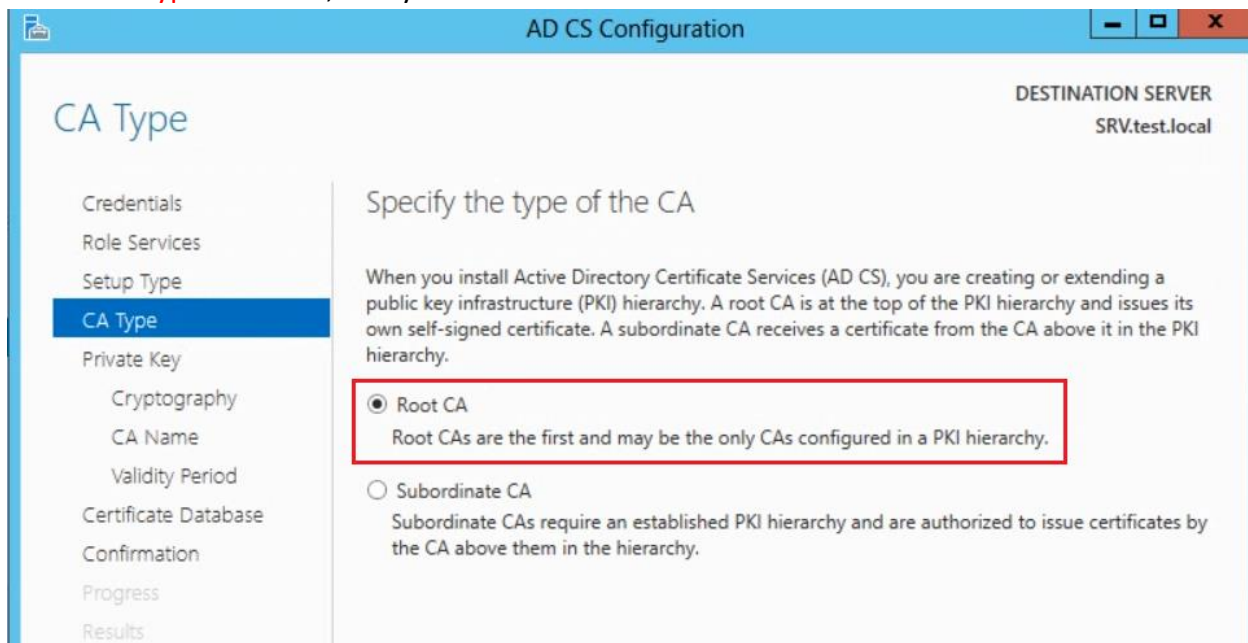 AD CS Configuration
CA Type
DESTINATION SERVER
SRV.test.local
Credentials
Role Services
Setup Type
CA Type
Private Key
Cryptography
CA Name
Validity Period
Certificate Database
Confirmation
Progress
Results
Specify the type of the CA
When you install Active Directory Certificate Services (AD CS), you are creating or extending a
public key infrastructure (PKI) hierarchy. A root CA is at the top of the PKI hierarchy and issues its
own self-signed certificate. A subordinate CA receives a certificate from the CA above it in the PKI
hierarchy.
Root CA
Root CAs are the first and may be the only CAs configured in a PKI hierarchy.
Subordinate CA
Subordinate CAs require an established PKI hierarchy and are authorized to issue certificates by
the CA above them in the hierarchy.